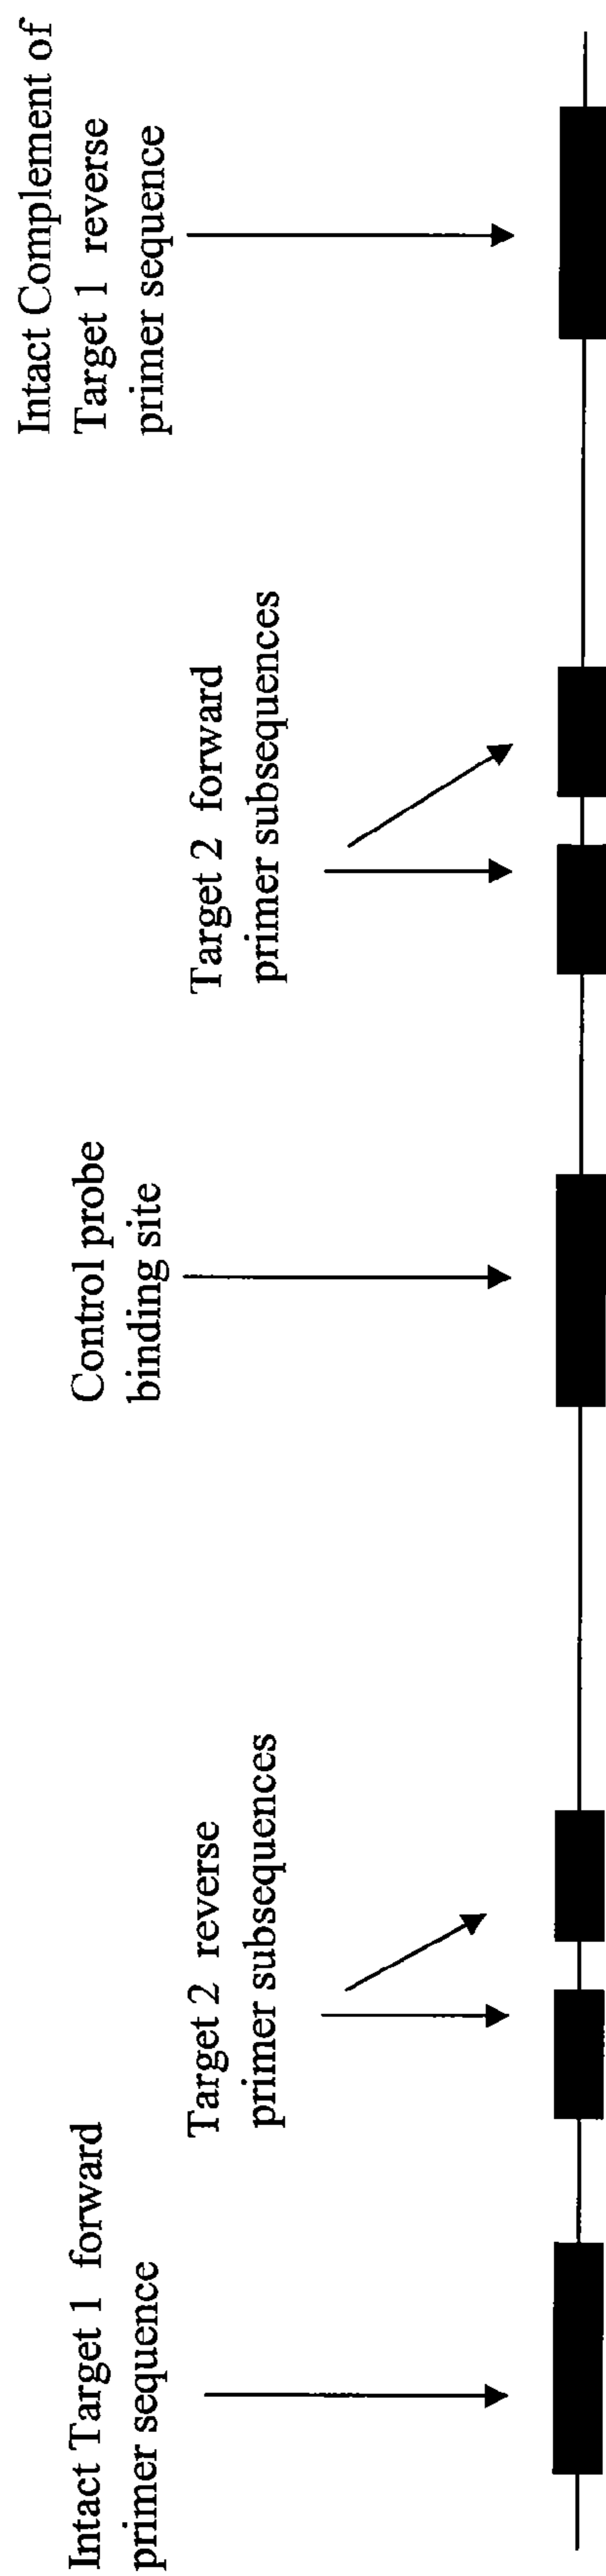 Intact Target 1 forward
primer sequence
Target 2 reverse
primer subsequences
Control probe
binding site
Target 2 forward
primer subsequences
Intact Complement of
Target 1 reverse
primer sequence